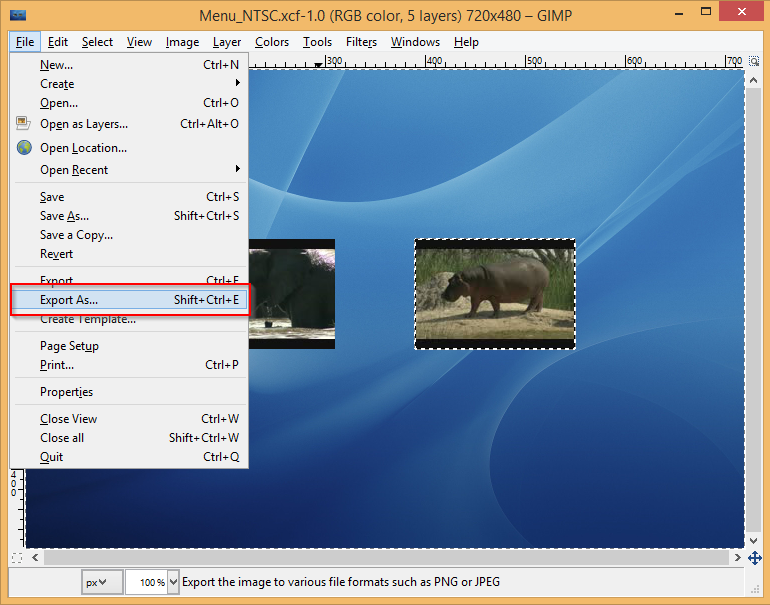 Menu_NTSC.xcf-1.0 (RGB color, 5 layers) 720x480 – GIMP
File Edit Select View Image Layer Colors Tools Filters Windows Help
300 400 500 600 700
New... Ctrl+N
Create
Open... Ctrl+O
Open as Layers... Ctrl+Alt+O
Open Location...
Open Recent
Save Ctrl+S
Save As... Shift+Ctrl+S
Save a Copy...
Revert
Export Ctrl+E
Export As... Shift+Ctrl+E
Create Template...
Page Setup
Print... Ctrl+P
Properties
Close View Ctrl+W
Close all Shift+Ctrl+W
Quit Ctrl+Q
400
px 100 % Export the image to various file formats such as PNG or JPEG